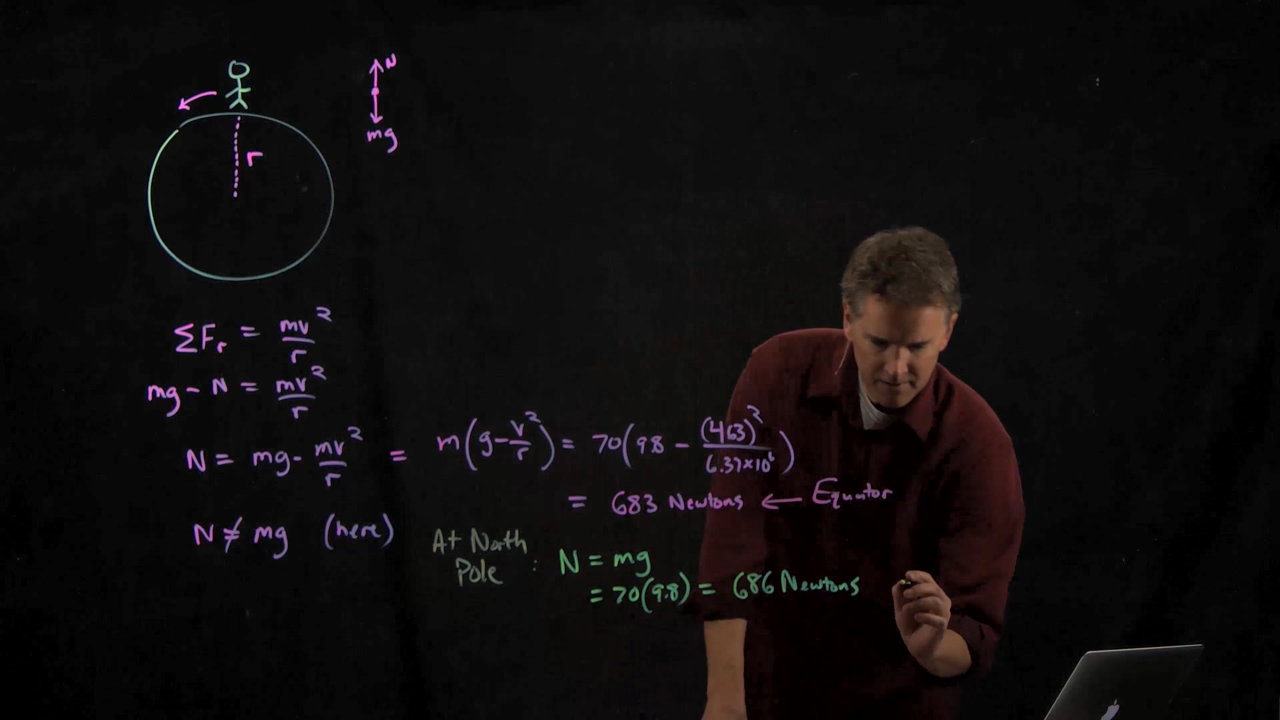 N
mg
r
ΣFᵣ = mv²/r
mg - N = mv²/r
N = mg - mv²/r = m(g - v²/r) = 70(9.8 - (463)²/6.37×10⁶)
= 683 Newtons ← Equator
N ≠ mg (here)
At North
Pole : N = mg
= 70(9.8) = 686 Newtons